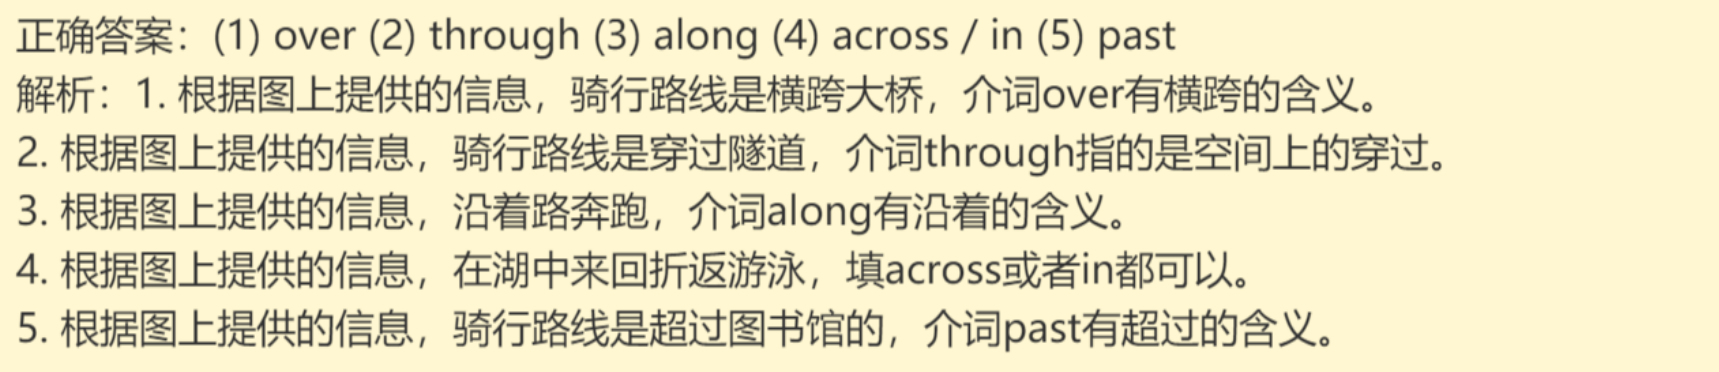 正确答案：(1) over (2) through (3) along (4) across / in (5) past
解析：1. 根据图上提供的信息，骑行路线是横跨大桥，介词over有横跨的含义。
2. 根据图上提供的信息，骑行路线是穿过隧道，介词through指的是空间上的穿过。
3. 根据图上提供的信息，沿着路奔跑，介词along有沿着的含义。
4. 根据图上提供的信息，在湖中来回折返游泳，填across或者in都可以。
5. 根据图上提供的信息，骑行路线是超过图书馆的，介词past有超过的含义。